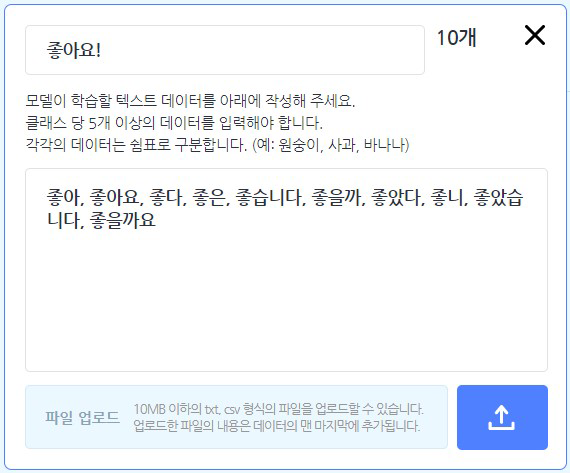 좋아요!
10개
모델이 학습할 텍스트 데이터를 아래에 작성해 주세요.
클래스 당 5개 이상의 데이터를 입력해야 합니다.
각각의 데이터는 쉼표로 구분합니다. (예: 원숭이, 사과, 바나나)
좋아, 좋아요, 좋다, 좋은, 좋습니다, 좋을까, 좋았다, 좋니, 좋았습
니다, 좋을까요
파일 업로드
10MB 이하의 txt, csv 형식의 파일을 업로드할 수 있습니다.
업로드한 파일의 내용은 데이터의 맨 마지막에 추가됩니다.